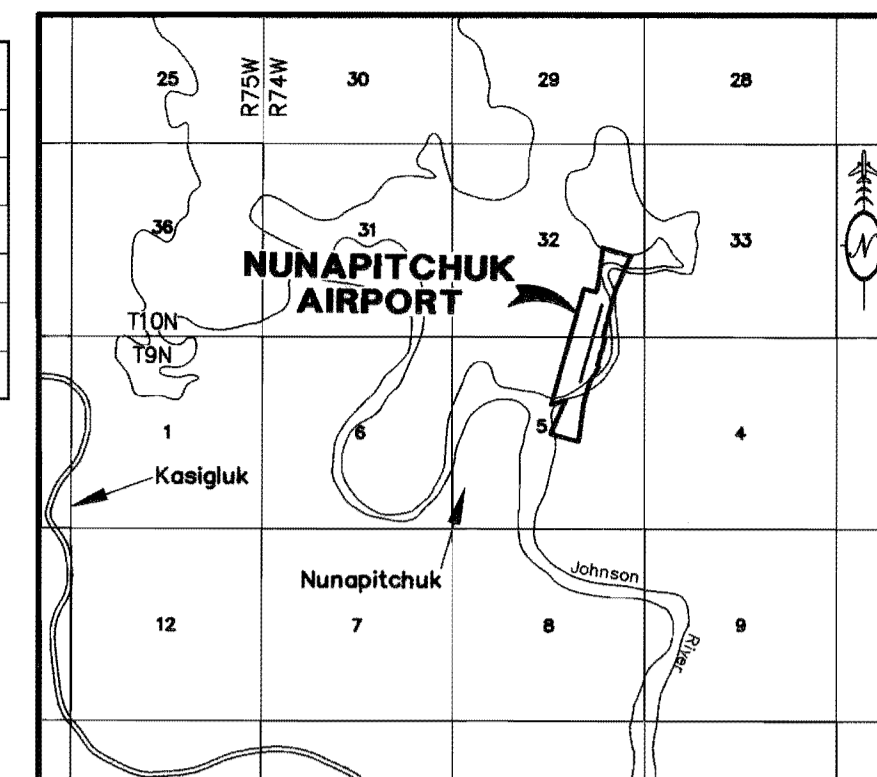 25
R75W
R74W
30
29
28
36
31
32
33
NUNAPITCHUK
AIRPORT
N
T10N
T9N
1
6
5
4
Kasigluk
Nunapitchuk
Johnson
River
12
7
8
9